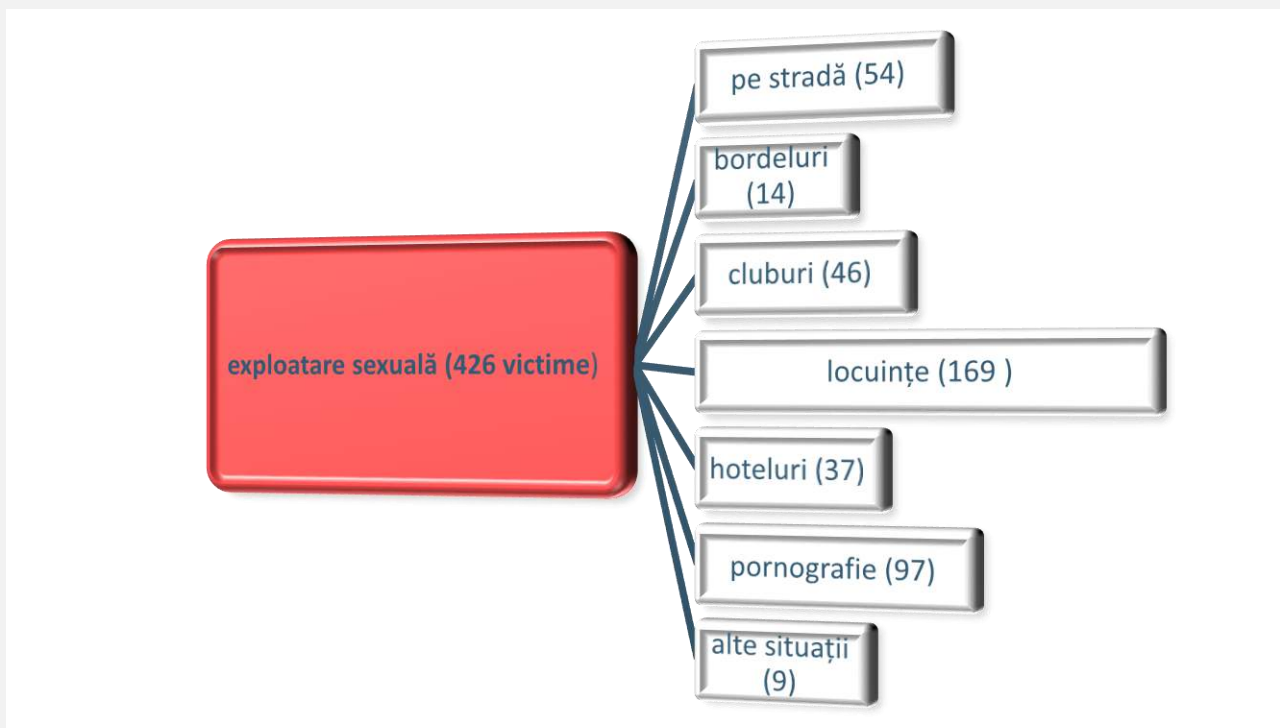 pe stradă (54)
bordeluri
(14)
cluburi (46)
exploatare sexuală (426 victime)
locuințe (169 )
hoteluri (37)
pornografie (97)
alte situații
(9)